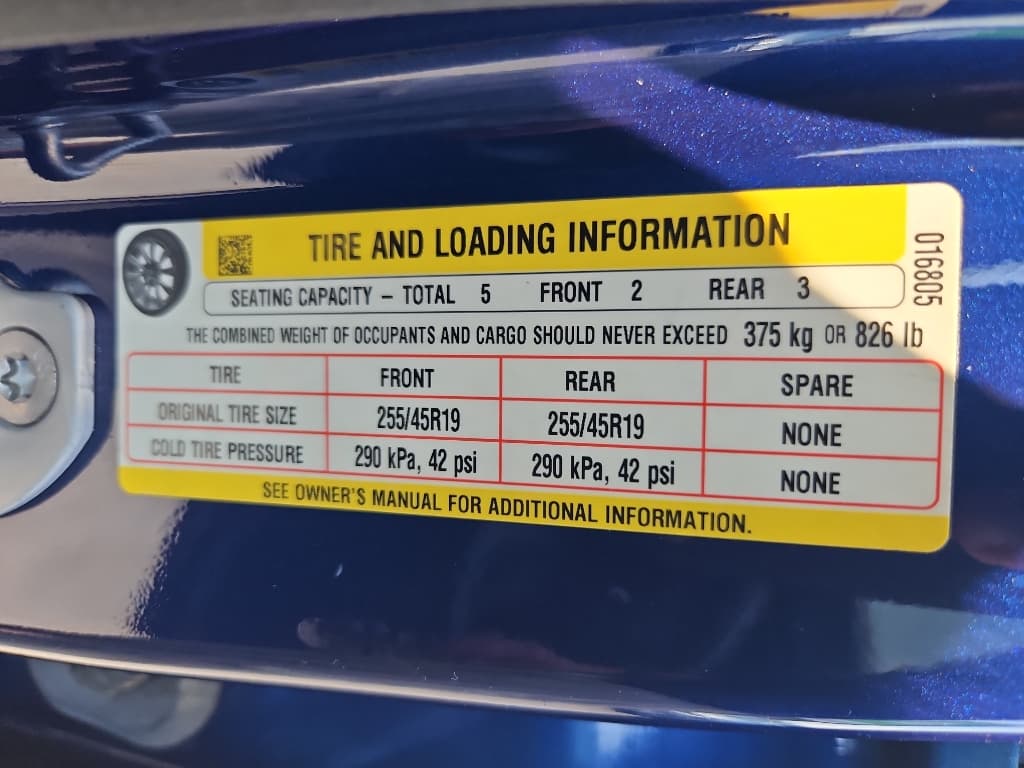 TIRE AND LOADING INFORMATION
016805
SEATING CAPACITY – TOTAL 5 FRONT 2 REAR 3
THE COMBINED WEIGHT OF OCCUPANTS AND CARGO SHOULD NEVER EXCEED 375 kg OR 826 lb
TIRE FRONT REAR SPARE
ORIGINAL TIRE SIZE 255/45R19 255/45R19 NONE
COLD TIRE PRESSURE 290 kPa, 42 psi 290 kPa, 42 psi NONE
SEE OWNER'S MANUAL FOR ADDITIONAL INFORMATION.